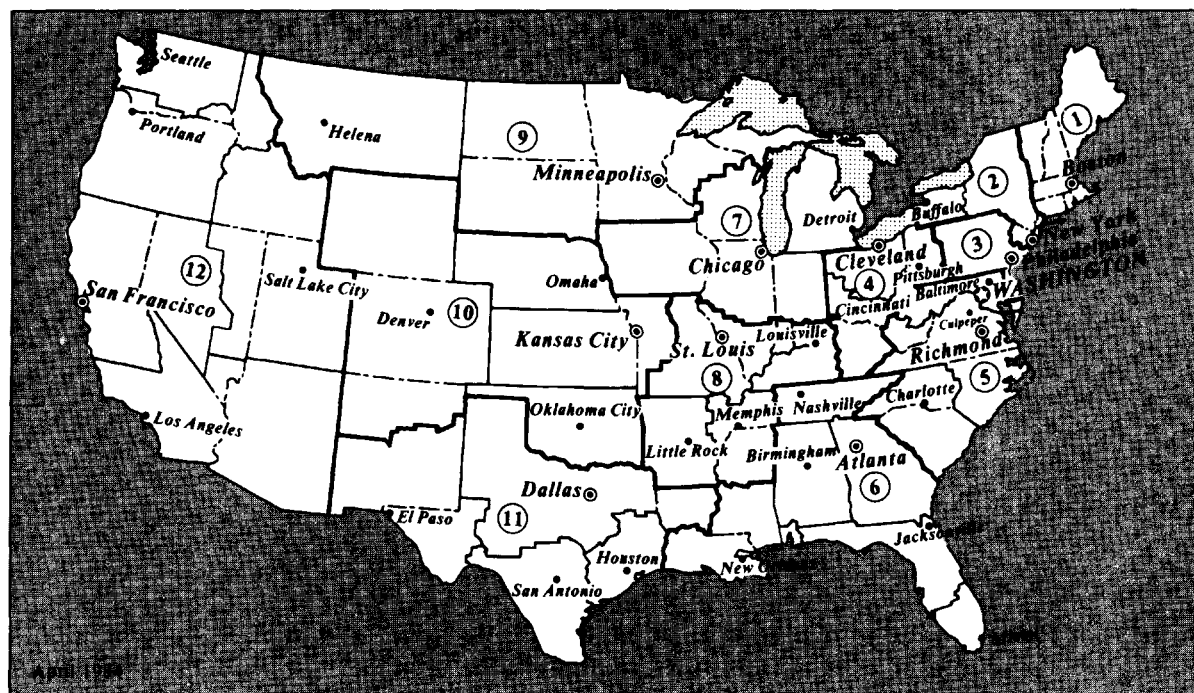 Seattle
Portland
Helena
9
Minneapolis
1
Boston
2
Buffalo
7
Detroit
New York
3
Philadelphia
Cleveland
Chicago
Pittsburgh
4
WASHINGTON
Baltimore
Cincinnati
12
Salt Lake City
Omaha
San Francisco
Denver
10
Culpeper
Kansas City
St. Louis
Louisville
Richmond
8
5
Charlotte
Memphis
Nashville
Los Angeles
Oklahoma City
Little Rock
Birmingham
Atlanta
Dallas
6
El Paso
11
Jacksonville
Houston
New Orleans
San Antonio
April